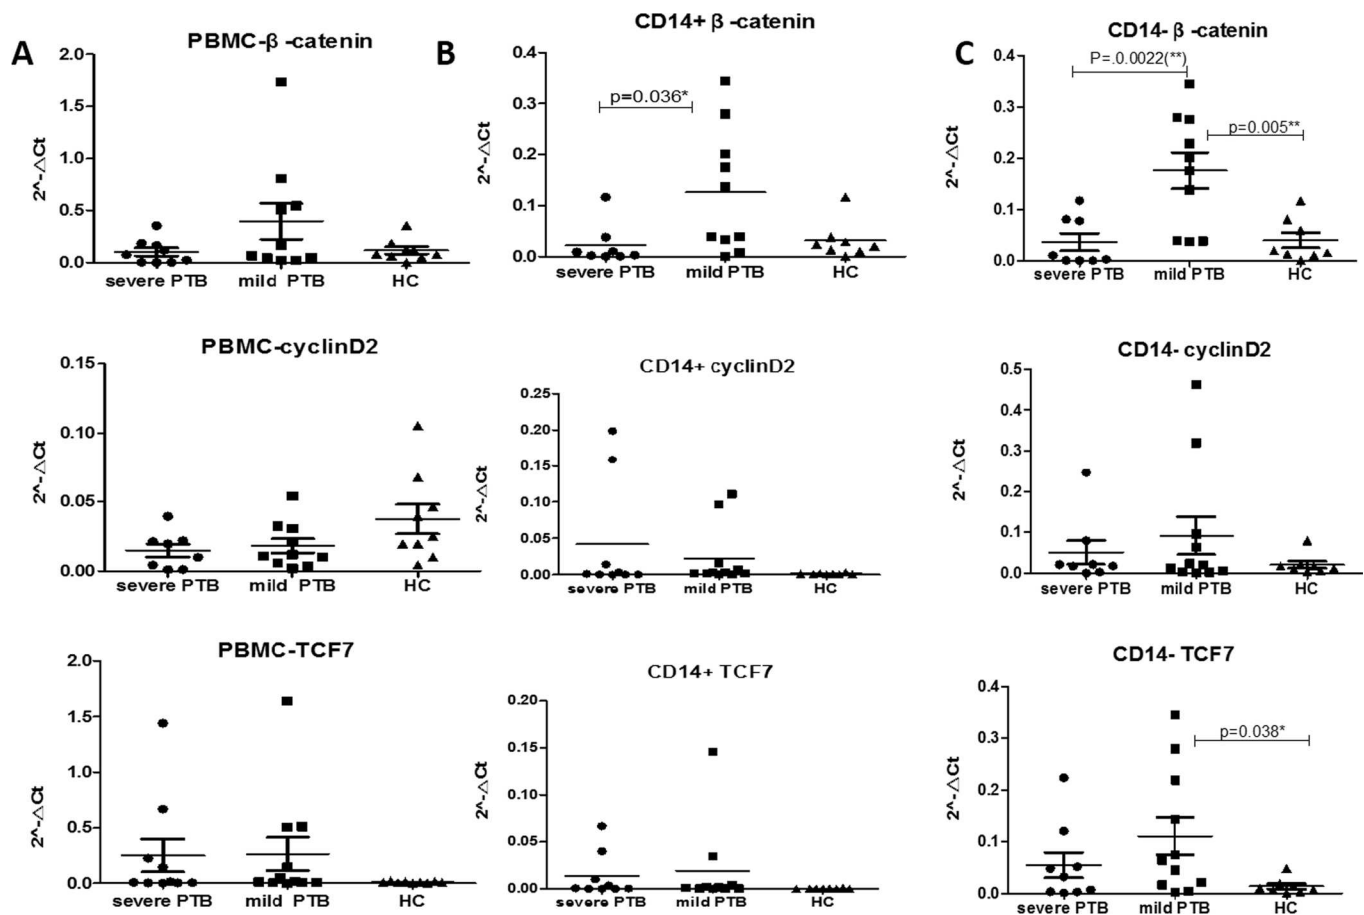 A
PBMC-β -catenin
2^-△Ct
2.0
1.5
1.0
0.5
0.0
severe PTB mild PTB HC
B
CD14+ β -catenin
2^-△Ct
0.4
0.3
0.2
0.1
0.0
p=0.036*
severe PTB mild PTB HC
C
CD14- β -catenin
2^-△Ct
0.4
0.3
0.2
0.1
0.0
P=.0022(**)
p=0.005**
severe PTB mild PTB HC
PBMC-cyclinD2
2^-△Ct
0.15
0.10
0.05
0.00
severe PTB mild PTB HC
CD14+ cyclinD2
2^-△Ct
0.25
0.20
0.15
0.10
0.05
0.00
severe PTB mild PTB HC
CD14- cyclinD2
2^-△Ct
0.5
0.4
0.3
0.2
0.1
0.0
severe PTB mild PTB HC
PBMC-TCF7
2^-△Ct
2.0
1.5
1.0
0.5
0.0
severe PTB mild PTB HC
CD14+ TCF7
2^-△Ct
0.20
0.15
0.10
0.05
0.00
severe PTB mild PTB HC
CD14- TCF7
2^-△Ct
0.4
0.3
0.2
0.1
0.0
p=0.038*
severe PTB mild PTB HC